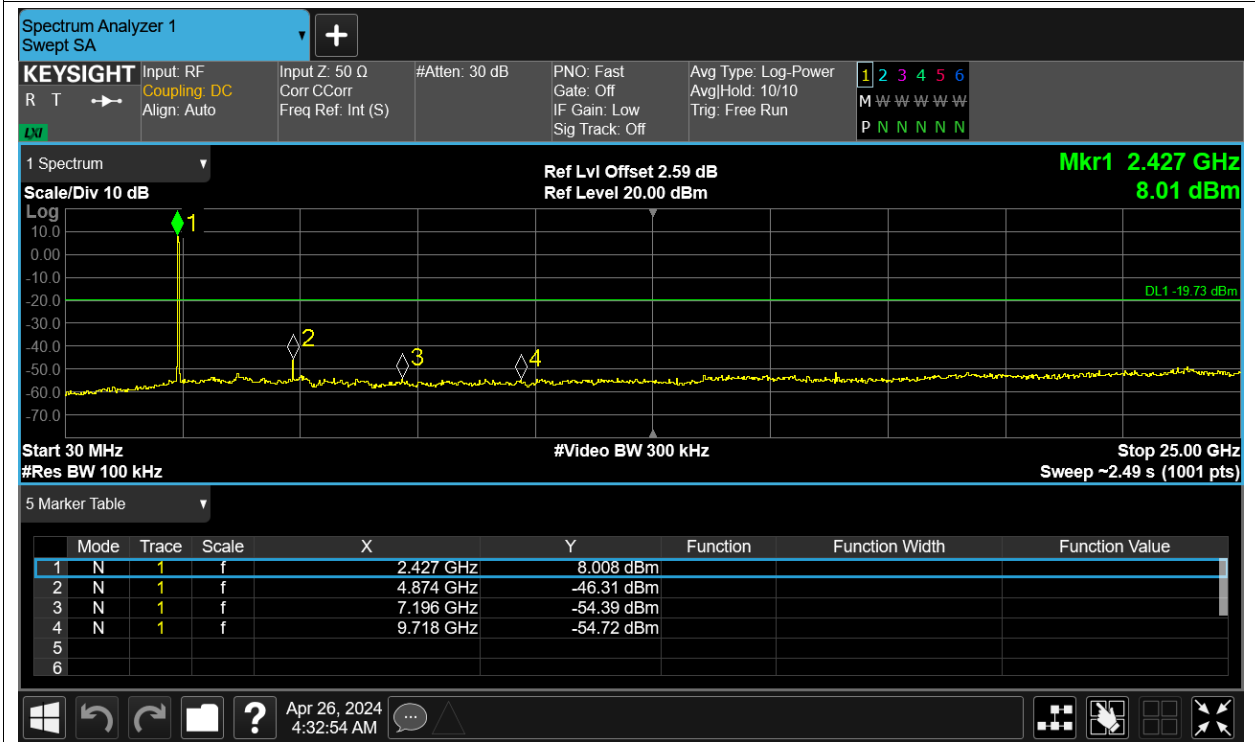 Spectrum Analyzer 1
Swept SA
+
KEYSIGHT Input: RF Input Z: 50 Ω #Atten: 30 dB PNO: Fast Avg Type: Log-Power 1 2 3 4 5 6
R T Coupling: DC Corr CCorr Gate: Off Avg|Hold: 10/10 M W W W W W
Align: Auto Freq Ref: Int (S) IF Gain: Low Trig: Free Run
LXI Sig Track: Off P N N N N N
1 Spectrum Ref Lvl Offset 2.59 dB Mkr1 2.427 GHz
Scale/Div 10 dB Ref Level 20.00 dBm 8.01 dBm
Log
1
10.0
0.00
-10.0
DL1 -19.73 dBm
-20.0
-30.0
2
-40.0
3 4
-50.0
-60.0
-70.0
Start 30 MHz #Video BW 300 kHz Stop 25.00 GHz
#Res BW 100 kHz Sweep ~2.49 s (1001 pts)
5 Marker Table
Mode Trace Scale X Y Function Function Width Function Value
1 N 1 f 2.427 GHz 8.008 dBm
2 N 1 f 4.874 GHz -46.31 dBm
3 N 1 f 7.196 GHz -54.39 dBm
4 N 1 f 9.718 GHz -54.72 dBm
5
6
? Apr 26, 2024
4:32:54 AM